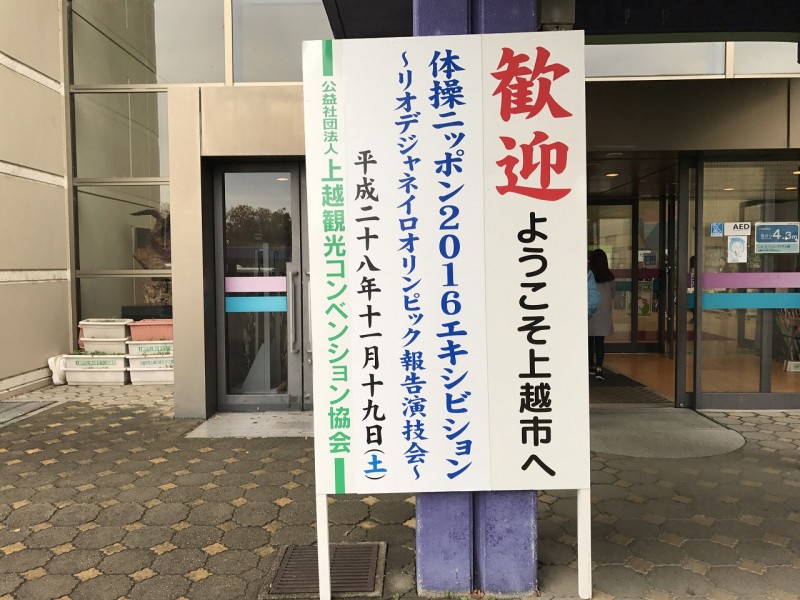 歓迎 ようこそ上越市へ
体操ニッポン2016エキシビション
～リオデジャネイロオリンピック報告演技会～
平成二十八年十一月十九日(土)
公益社団法人 上越観光コンベンション協会
AED
4.3m